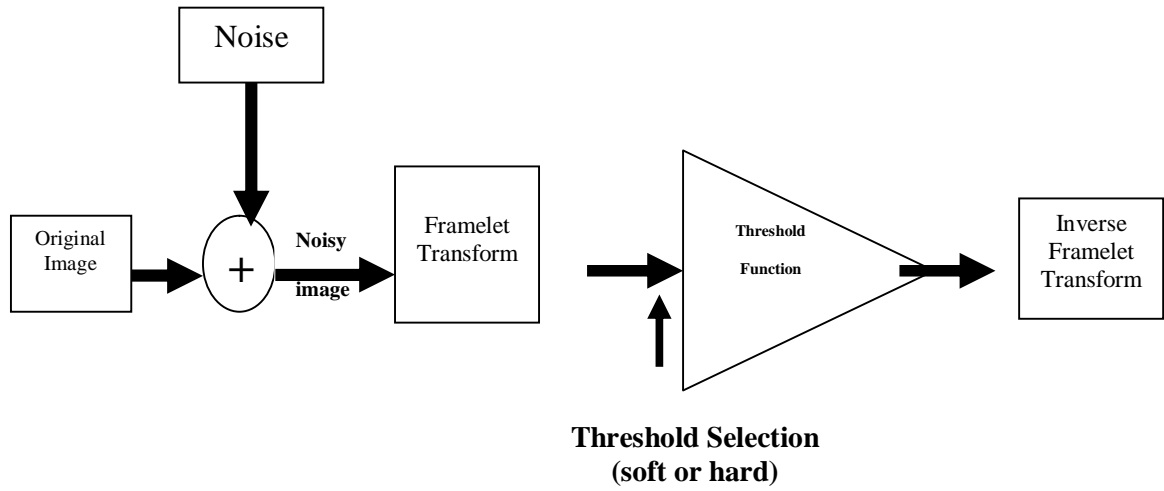 Noise
Original
Image
+
Noisy
image
Framelet
Transform
Threshold
Function
Inverse
Framelet
Transform
Threshold Selection
(soft or hard)